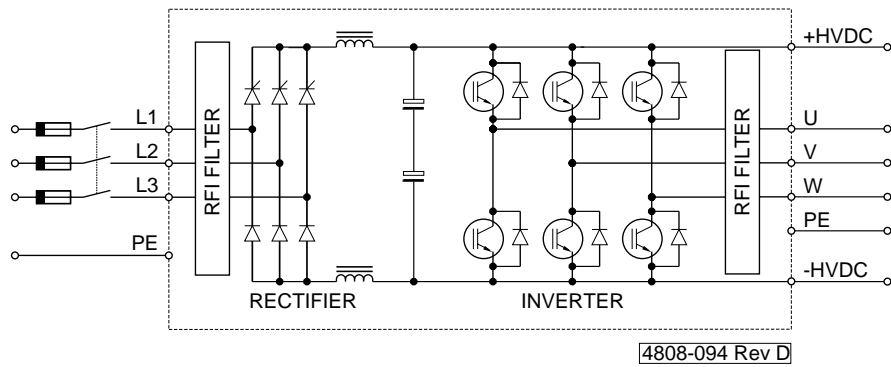 +HVDC
L1
U
L2
V
L3
W
PE
PE
RFI FILTER
RFI FILTER
-HVDC
RECTIFIER
INVERTER
4808-094 Rev D